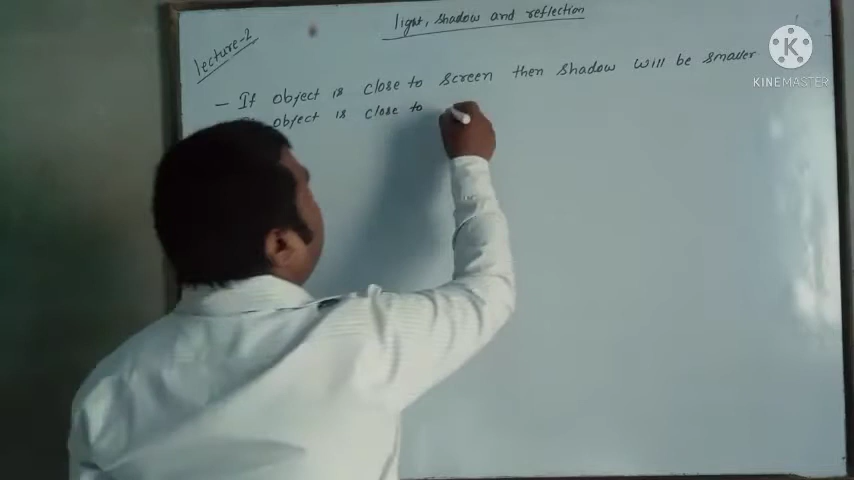 light, shadow and reflection
lecture-2
- If object is close to screen then shadow will be smaller
object is close to
KINEMASTER